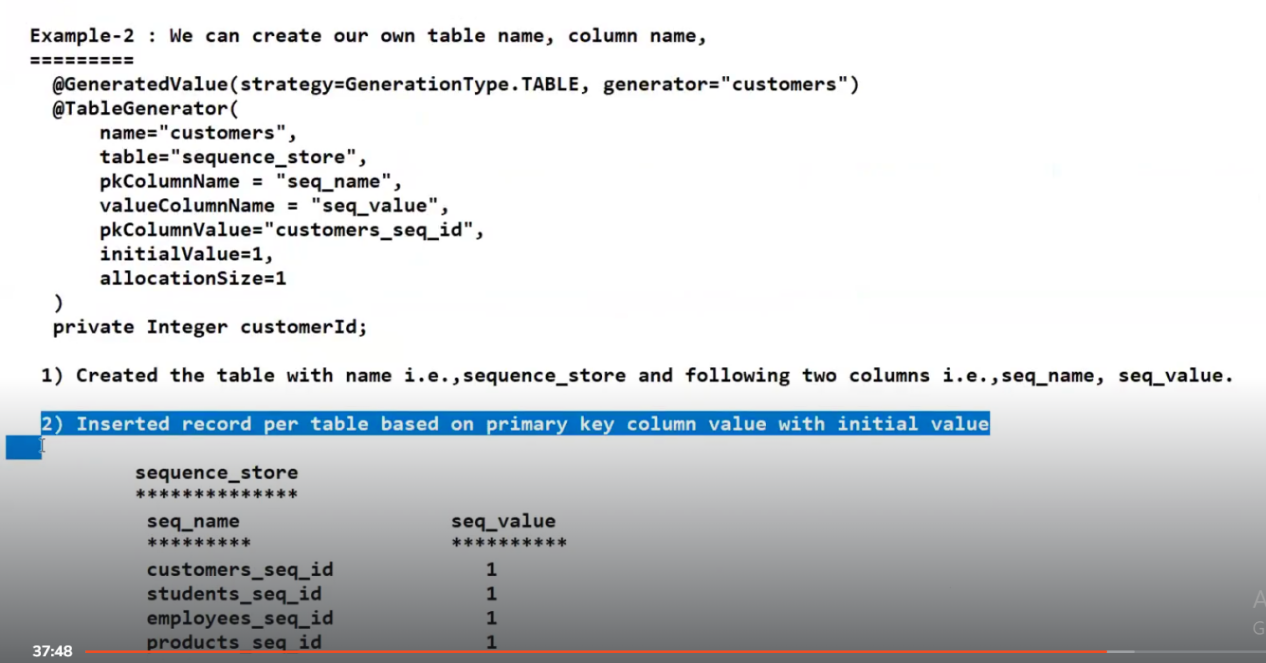 Example-2 : We can create our own table name, column name,
=========
@GeneratedValue(strategy=GenerationType.TABLE, generator="customers")
@TableGenerator(
name="customers",
table="sequence_store",
pkColumnName = "seq_name",
valueColumnName = "seq_value",
pkColumnValue="customers_seq_id",
initialValue=1,
allocationSize=1
)
private Integer customerId;
1) Created the table with name i.e.,sequence_store and following two columns i.e.,seq_name, seq_value.
2) Inserted record per table based on primary key column value with initial value
sequence_store
**************
seq_name seq_value
********* **********
customers_seq_id 1
students_seq_id 1
employees_seq_id 1
products_seq_id 1
37:48